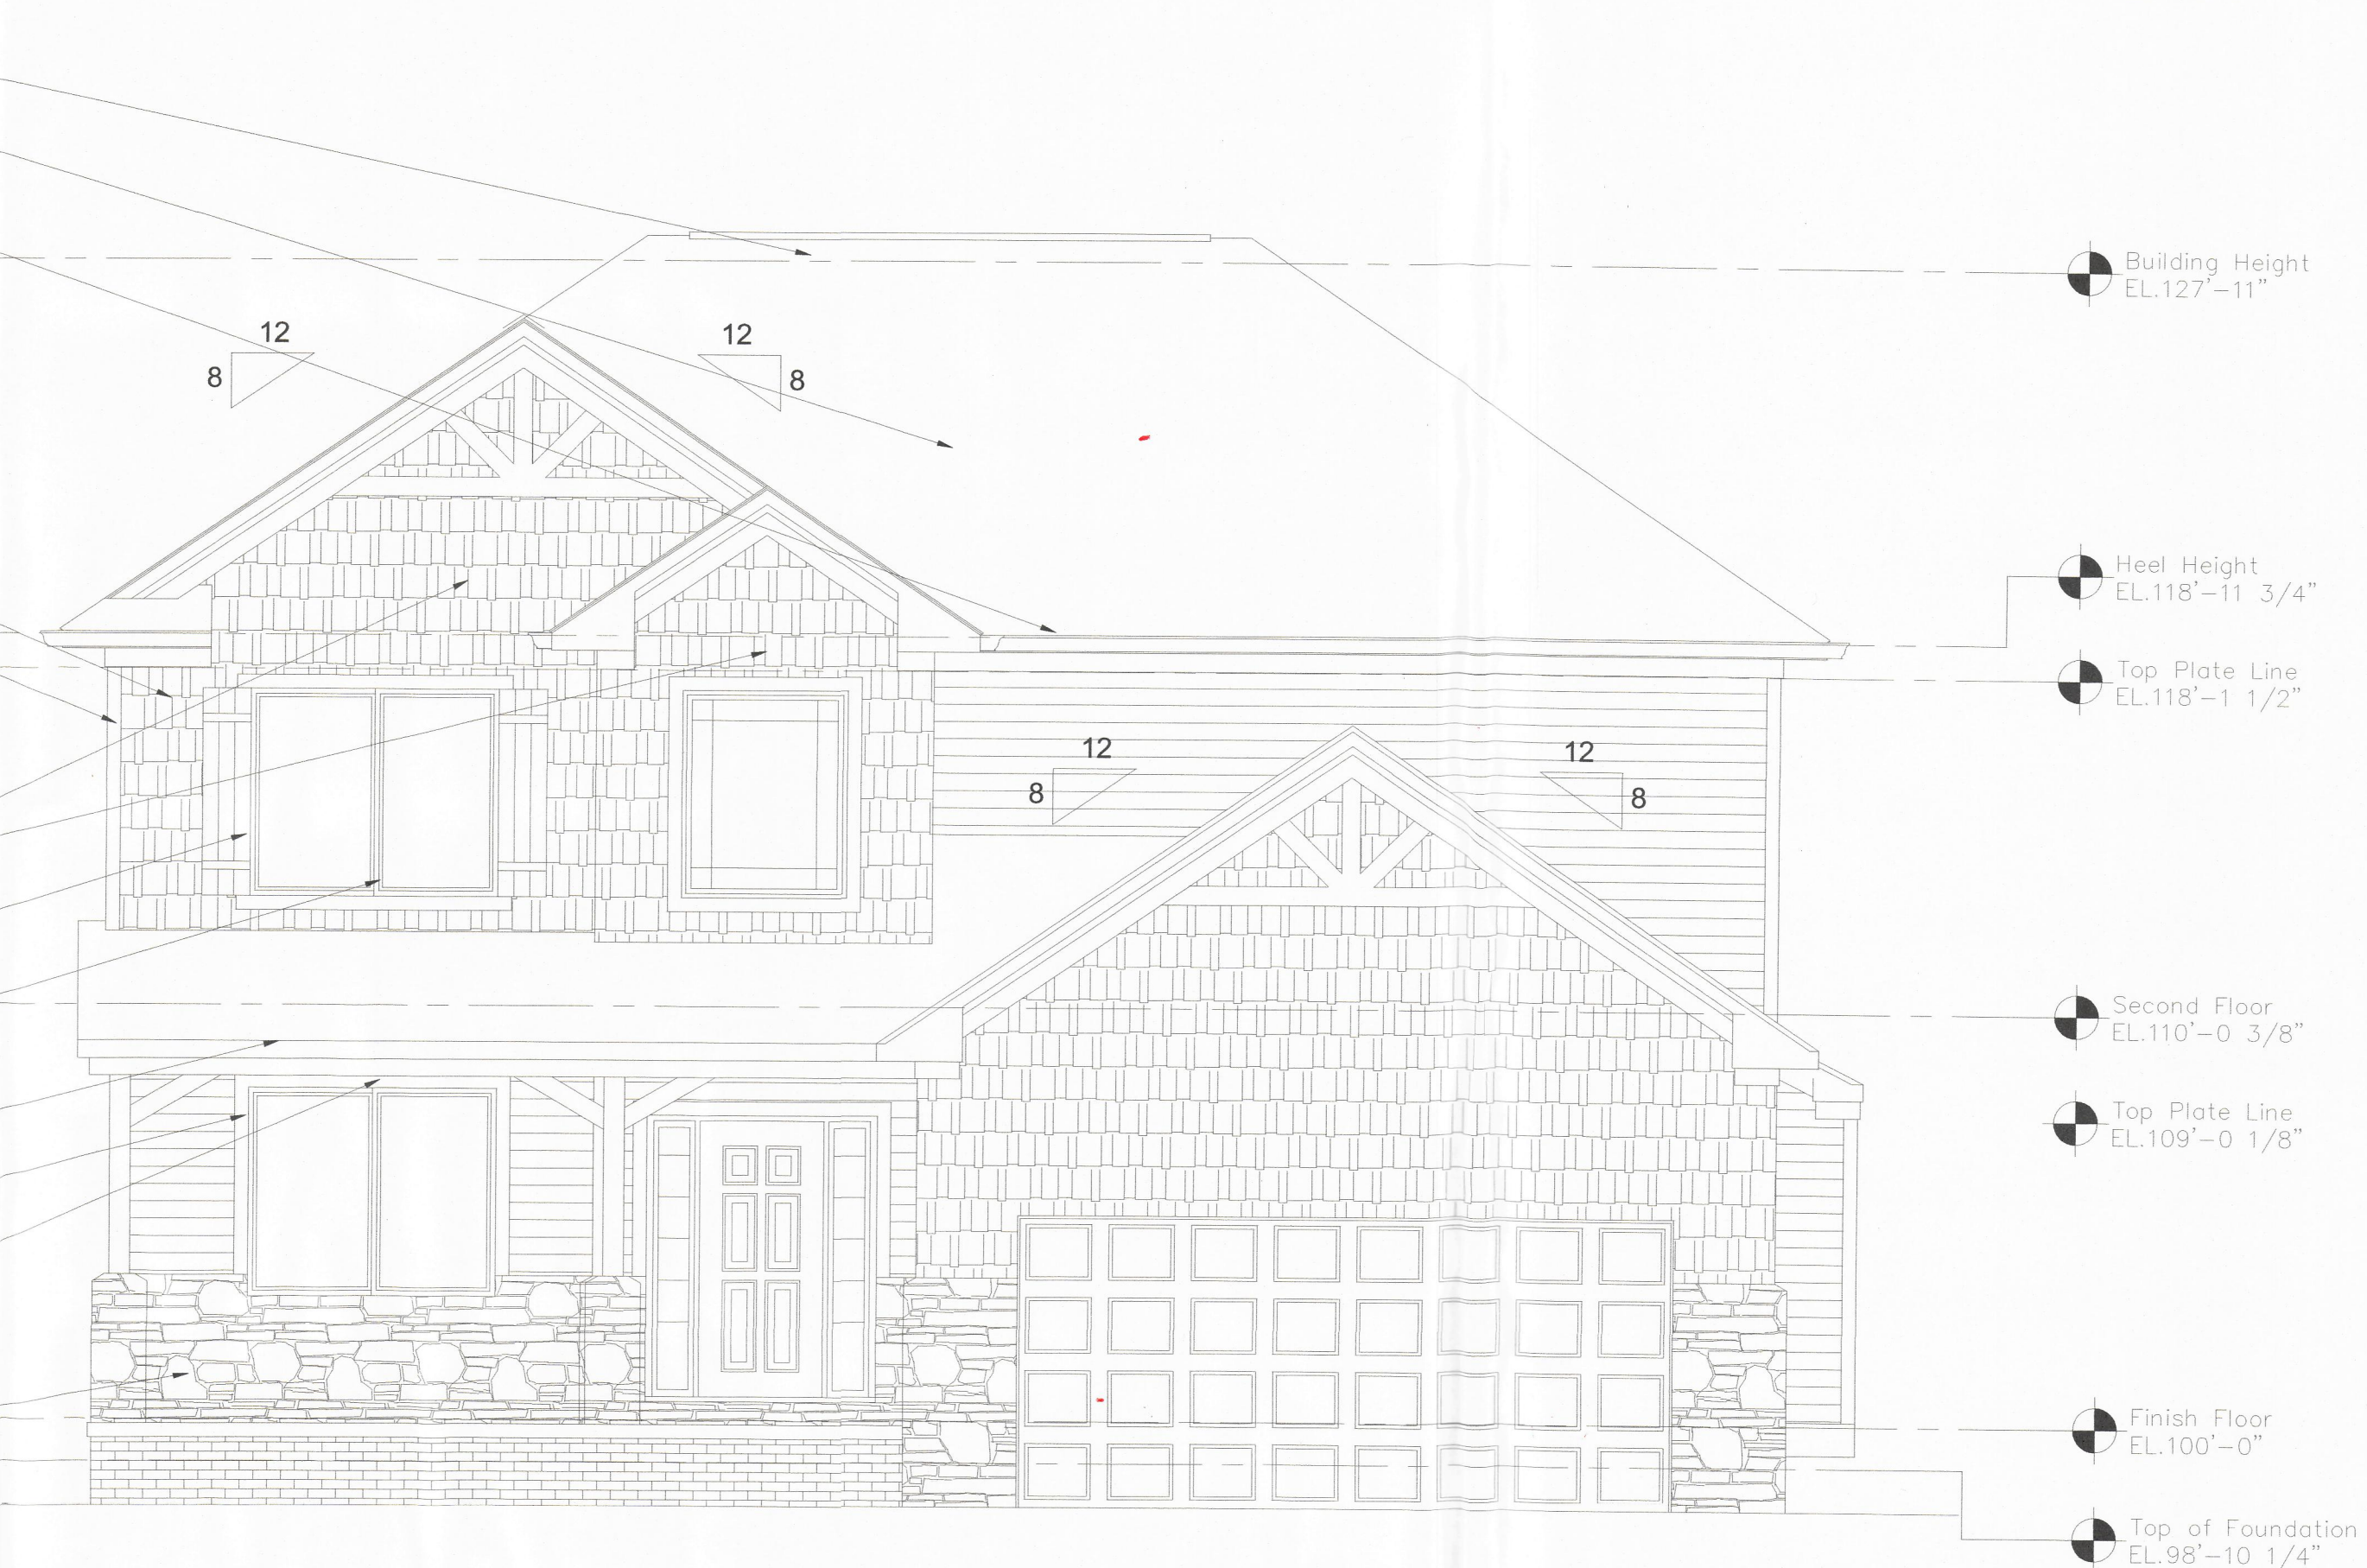 Building Height
EL.127'-11"
12
8
12
8
Heel Height
EL.118'-11 3/4"
Top Plate Line
EL.118'-1 1/2"
12
8
12
8
Second Floor
EL.110'-0 3/8"
Top Plate Line
EL.109'-0 1/8"
Finish Floor
EL.100'-0"
Top of Foundation
EL.98'-10 1/4"